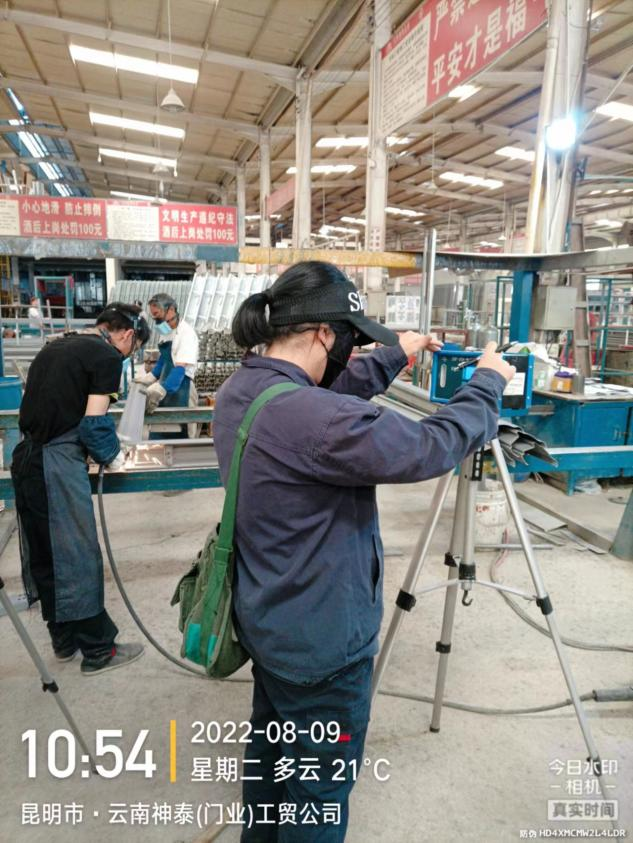 严禁
平安才是福
小心地滑 防止摔倒
酒后上岗处罚100元
文明生产遵纪守法
酒后上岗处罚100元
10:54
2022-08-09
星期二 多云 21℃
昆明市·云南神泰(门业)工贸公司
今日水印
-相机-
真实时间
防伪 HD4XMCMW2L4LDR